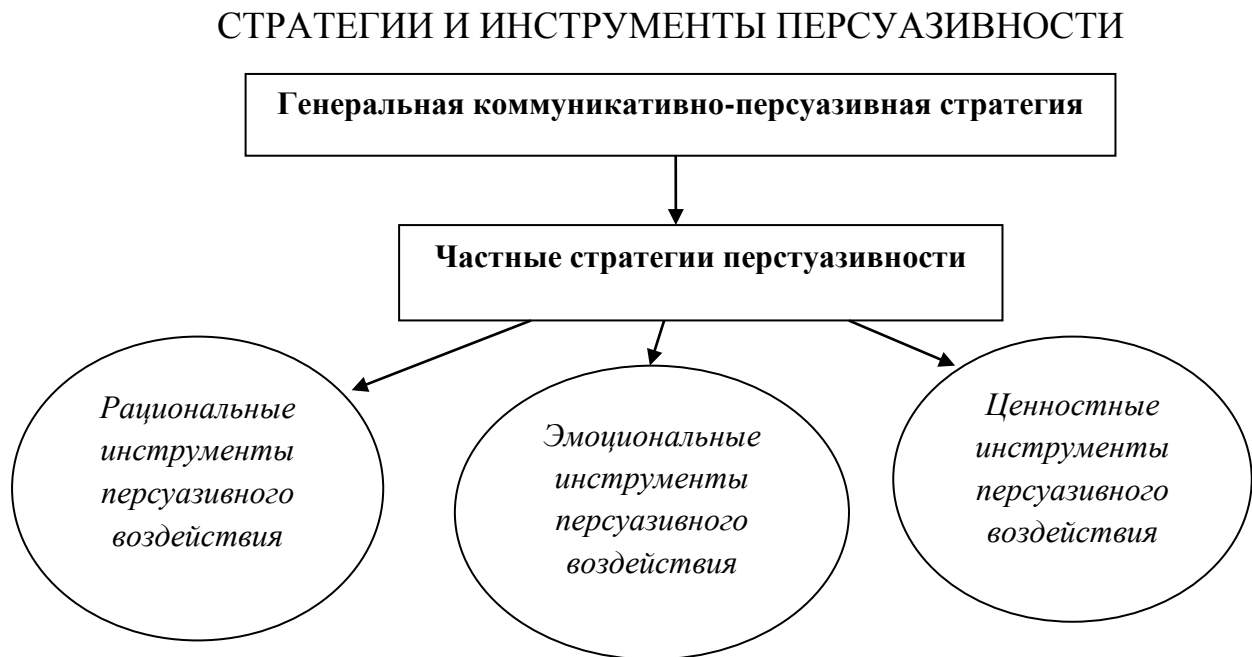 СТРАТЕГИИ И ИНСТРУМЕНТЫ ПЕРСУАЗИВНОСТИ
Генеральная коммуникативно-персуазивная стратегия
Частные стратегии перстуазивности
Рациональные
инструменты
персуазивного
воздействия
Эмоциональные
инструменты
персуазивного
воздействия
Ценностные
инструменты
персуазивного
воздействия